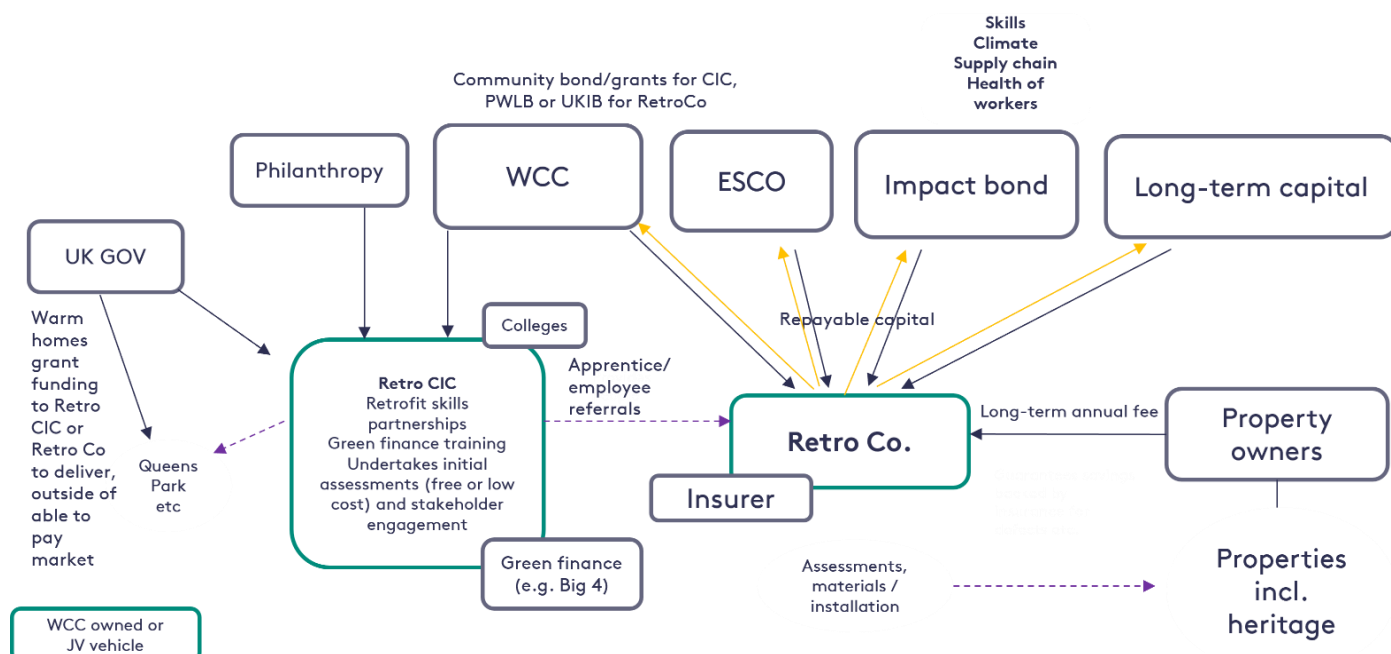 Skills
Climate
Supply chain
Health of
workers
Community bond/grants for CIC,
PWLB or UKIB for RetroCo
Philanthropy
WCC
ESCO
Impact bond
Long-term capital
UK GOV
Warm
homes
grant
funding
to Retro
CIC or
Retro Co
to deliver,
outside of
able to
pay
market
Queens
Park
etc
Colleges
Retro CIC
Retrofit skills
partnerships
Green finance training
Undertakes initial
assessments (free or low
cost) and stakeholder
engagement
Green finance
(e.g. Big 4)
Apprentice/
employee
referrals
Repayable capital
Retro Co.
Insurer
Long-term annual fee
Property
owners
Assessments,
materials /
installation
Properties
incl.
heritage
WCC owned or
JV vehicle